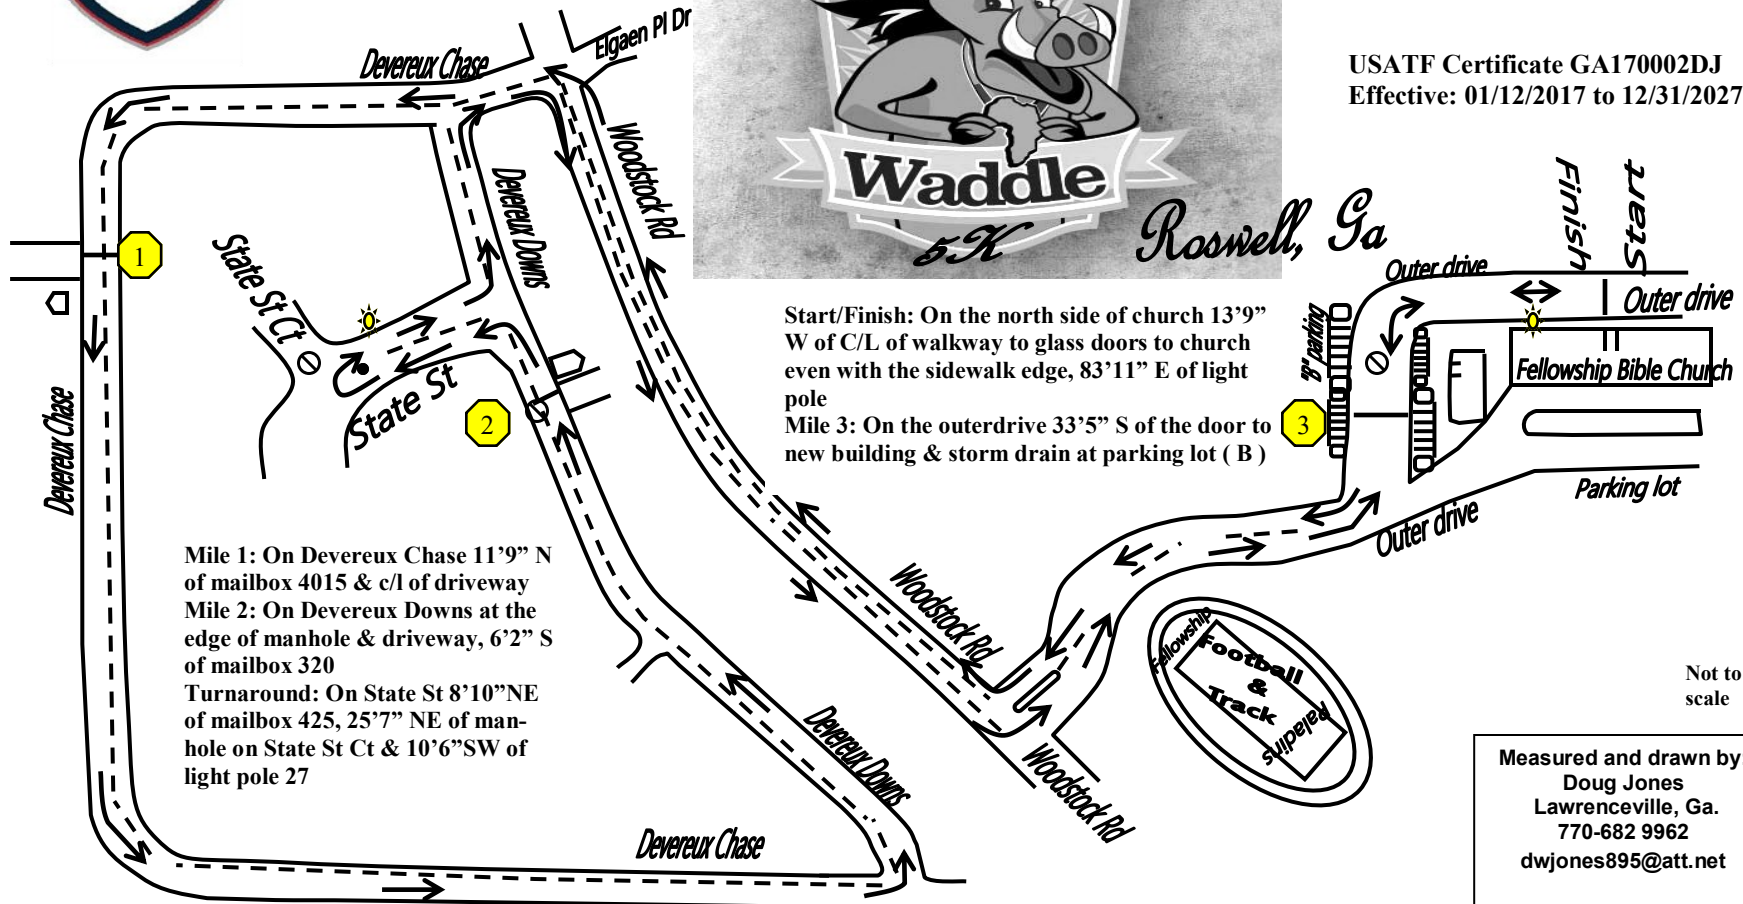 Elgaen Pl Dr
Devereux Chase
USATF Certificate GA170002DJ
Effective: 01/12/2017 to 12/31/2027
Woodstock Rd
Devereux Downs
Waddle
5K
Roswell, Ga
Finish
Start
Outer drive
Outer drive
1
State St Ct
Start/Finish: On the north side of church 13’9”
W of C/L of walkway to glass doors to church
even with the sidewalk edge, 83’11” E of light
pole
Mile 3: On the outerdrive 33’5” S of the door to
new building & storm drain at parking lot ( B )
"B" parking
Fellowship Bible Church
State St
2
3
Devereux Chase
Parking lot
Outer drive
Mile 1: On Devereux Chase 11’9” N
of mailbox 4015 & c/l of driveway
Mile 2: On Devereux Downs at the
edge of manhole & driveway, 6’2” S
of mailbox 320
Turnaround: On State St 8’10”NE
of mailbox 425, 25’7” NE of man-
hole on State St Ct & 10’6”SW of
light pole 27
Woodstock Rd
Fellowship
Football
&
Track
Paladins
Not to
scale
Devereux Downs
Woodstock Rd
Devereux Chase
Measured and drawn by:
Doug Jones
Lawrenceville, Ga.
770-682 9962
dwjones895@att.net